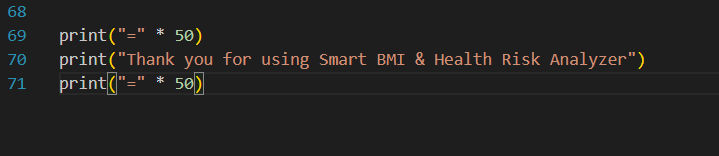 68
69 print("=" * 50)
70 print("Thank you for using Smart BMI & Health Risk Analyzer")
71 print("=" * 50)